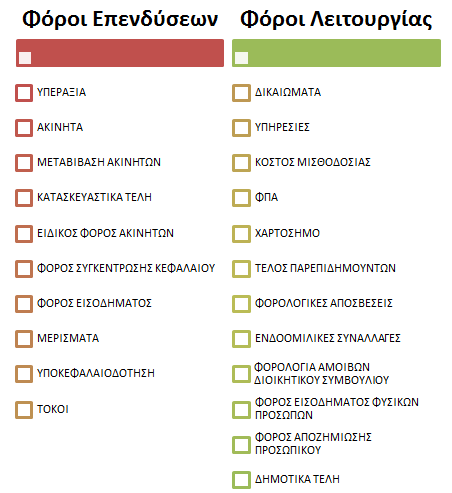 Φόροι Επενδύσεων
ΥΠΕΡΑΞΙΑ
ΑΚΙΝΗΤΑ
ΜΕΤΑΒΙΒΑΣΗ ΑΚΙΝΗΤΩΝ
ΚΑΤΑΣΚΕΥΑΣΤΙΚΑ ΤΕΛΗ
ΕΙΔΙΚΟΣ ΦΟΡΟΣ ΑΚΙΝΗΤΩΝ
ΦΟΡΟΣ ΣΥΓΚΕΝΤΡΩΣΗΣ ΚΕΦΑΛΑΙΟΥ
ΦΟΡΟΣ ΕΙΣΟΔΗΜΑΤΟΣ
ΜΕΡΙΣΜΑΤΑ
ΥΠΟΚΕΦΑΛΑΙΟΔΟΤΗΣΗ
ΤΟΚΟΙ
Φόροι Λειτουργίας
ΔΙΚΑΙΩΜΑΤΑ
ΥΠΗΡΕΣΙΕΣ
ΚΟΣΤΟΣ ΜΙΣΘΟΔΟΣΙΑΣ
ΦΠΑ
ΧΑΡΤΟΣΗΜΟ
ΤΕΛΟΣ ΠΑΡΕΠΙΔΗΜΟΥΝΤΩΝ
ΦΟΡΟΛΟΓΙΚΕΣ ΑΠΟΣΒΕΣΕΙΣ
ΕΝΔΟΟΜΙΛΙΚΕΣ ΣΥΝΑΛΛΑΓΕΣ
ΦΟΡΟΛΟΓΙΑ ΑΜΟΙΒΩΝ
ΔΙΟΙΚΗΤΙΚΟΥ ΣΥΜΒΟΥΛΙΟΥ
ΦΟΡΟΣ ΕΙΣΟΔΗΜΑΤΟΣ ΦΥΣΙΚΩΝ
ΠΡΟΣΩΠΩΝ
ΦΟΡΟΣ ΑΠΟΖΗΜΙΩΣΗΣ
ΠΡΟΣΩΠΙΚΟΥ
ΔΗΜΟΤΙΚΑ ΤΕΛΗ